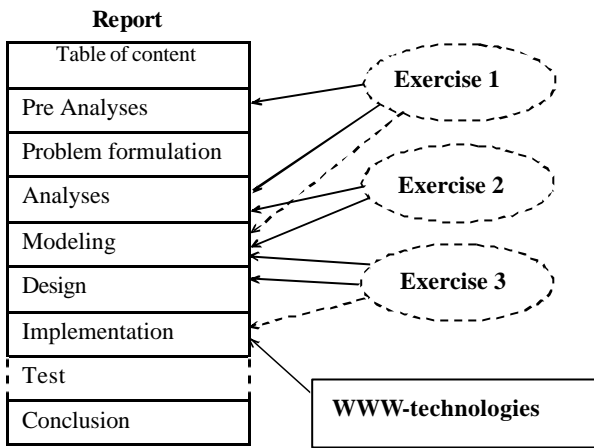 Report
Table of content
Pre Analyses
Problem formulation
Analyses
Modeling
Design
Implementation
Test
Conclusion
Exercise 1
Exercise 2
Exercise 3
WWW-technologies